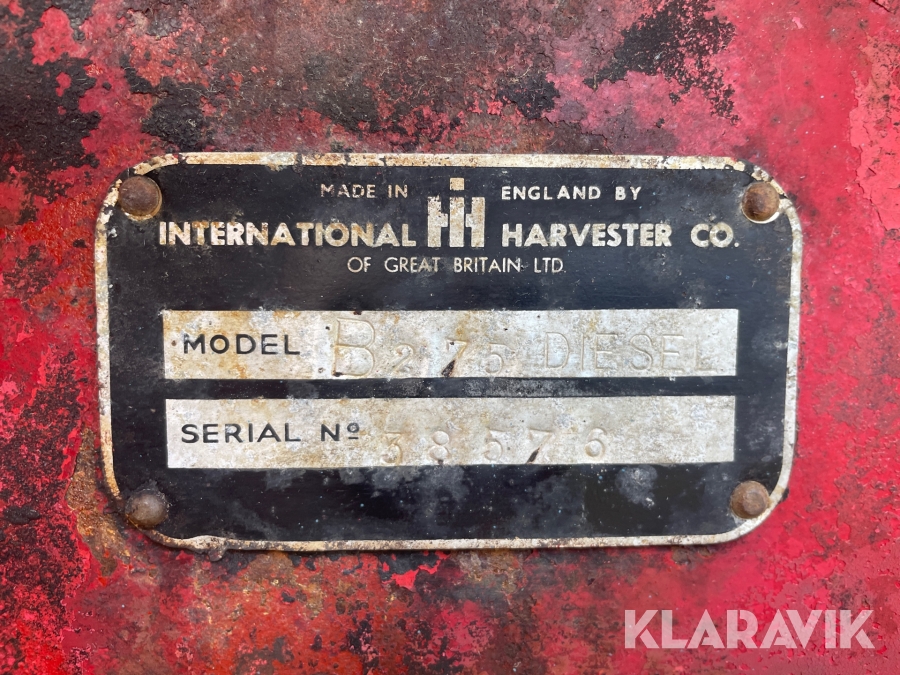 MADE IN IH ENGLAND BY
INTERNATIONAL HARVESTER CO.
OF GREAT BRITAIN LTD
MODEL B275 DIESEL
SERIAL Nº 38576
KLARAVIK